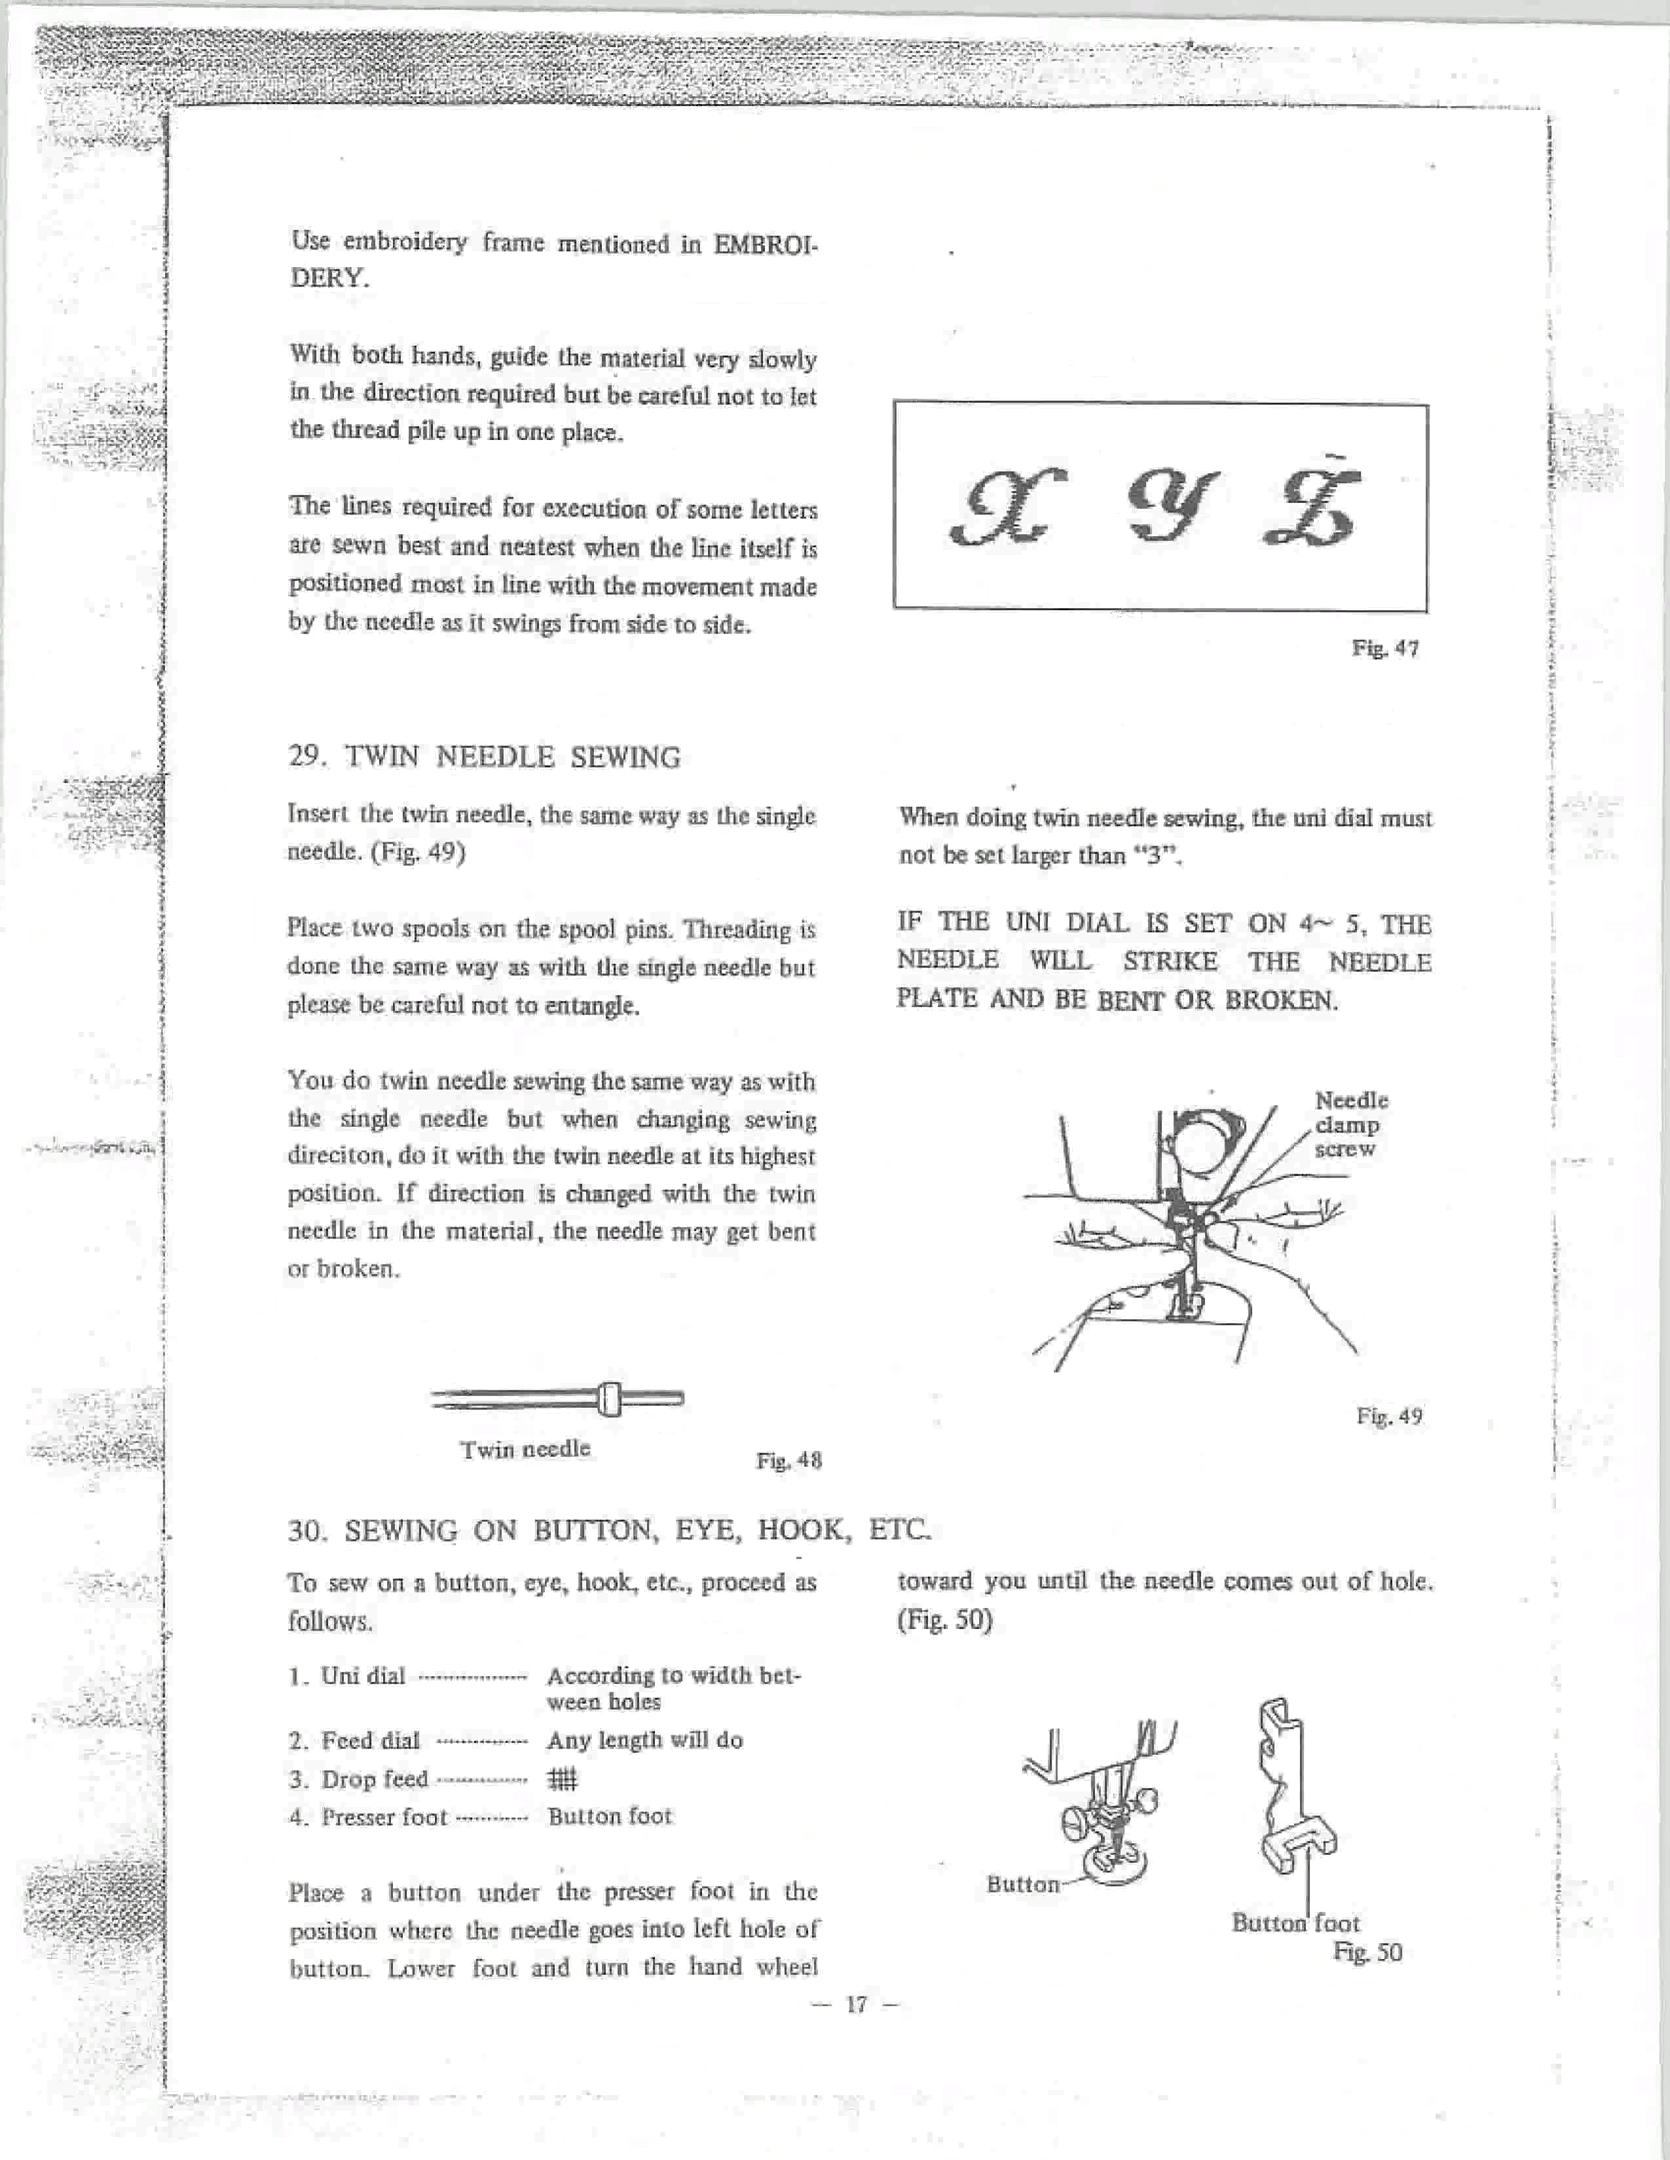 Use embroidery frame mentioned in EMBROI-
DERY.
With both hands, guide the material very slowly
in the direction required but be careful not to let
the thread pile up in one place.
The lines required for execution of some letters
are sewn best and neatest when the line itself is
positioned most in line with the movement made
by the needle as it swings from side to side.
X Y Z
Fig. 47
29. TWIN NEEDLE SEWING
Insert the twin needle, the same way as the single
needle. (Fig. 49)
Place two spools on the spool pins. Threading is
done the same way as with the single needle but
please be careful not to entangle.
You do twin needle sewing the same way as with
the single needle but when changing sewing
direciton, do it with the twin needle at its highest
position. If direction is changed with the twin
needle in the material, the needle may get bent
or broken.
Twin needle
Fig. 48
When doing twin needle sewing, the uni dial must
not be set larger than “3”.
IF THE UNI DIAL IS SET ON 4~ 5, THE
NEEDLE WILL STRIKE THE NEEDLE
PLATE AND BE BENT OR BROKEN.
Needle
clamp
screw
Fig. 49
30. SEWING ON BUTTON, EYE, HOOK, ETC.
To sew on a button, eye, hook, etc., proceed as
follows.
1. Uni dial ------------------ According to width bet-
ween holes
2. Feed dial --------------- Any length will do
3. Drop feed ---------------
4. Presser foot ------------ Button foot
Place a button under the presser foot in the
position where the needle goes into left hole of
button. Lower foot and turn the hand wheel
toward you until the needle comes out of hole.
(Fig. 50)
Button
Button foot
Fig. 50
— 17 —